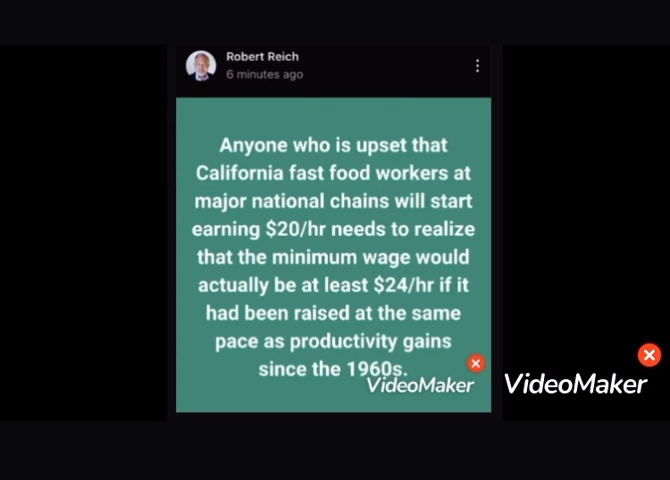 Robert Reich
6 minutes ago
Anyone who is upset that
California fast food workers at
major national chains will start
earning $20/hr needs to realize
that the minimum wage would
actually be at least $24/hr if it
had been raised at the same
pace as productivity gains
since the 1960s.
VideoMaker
VideoMaker